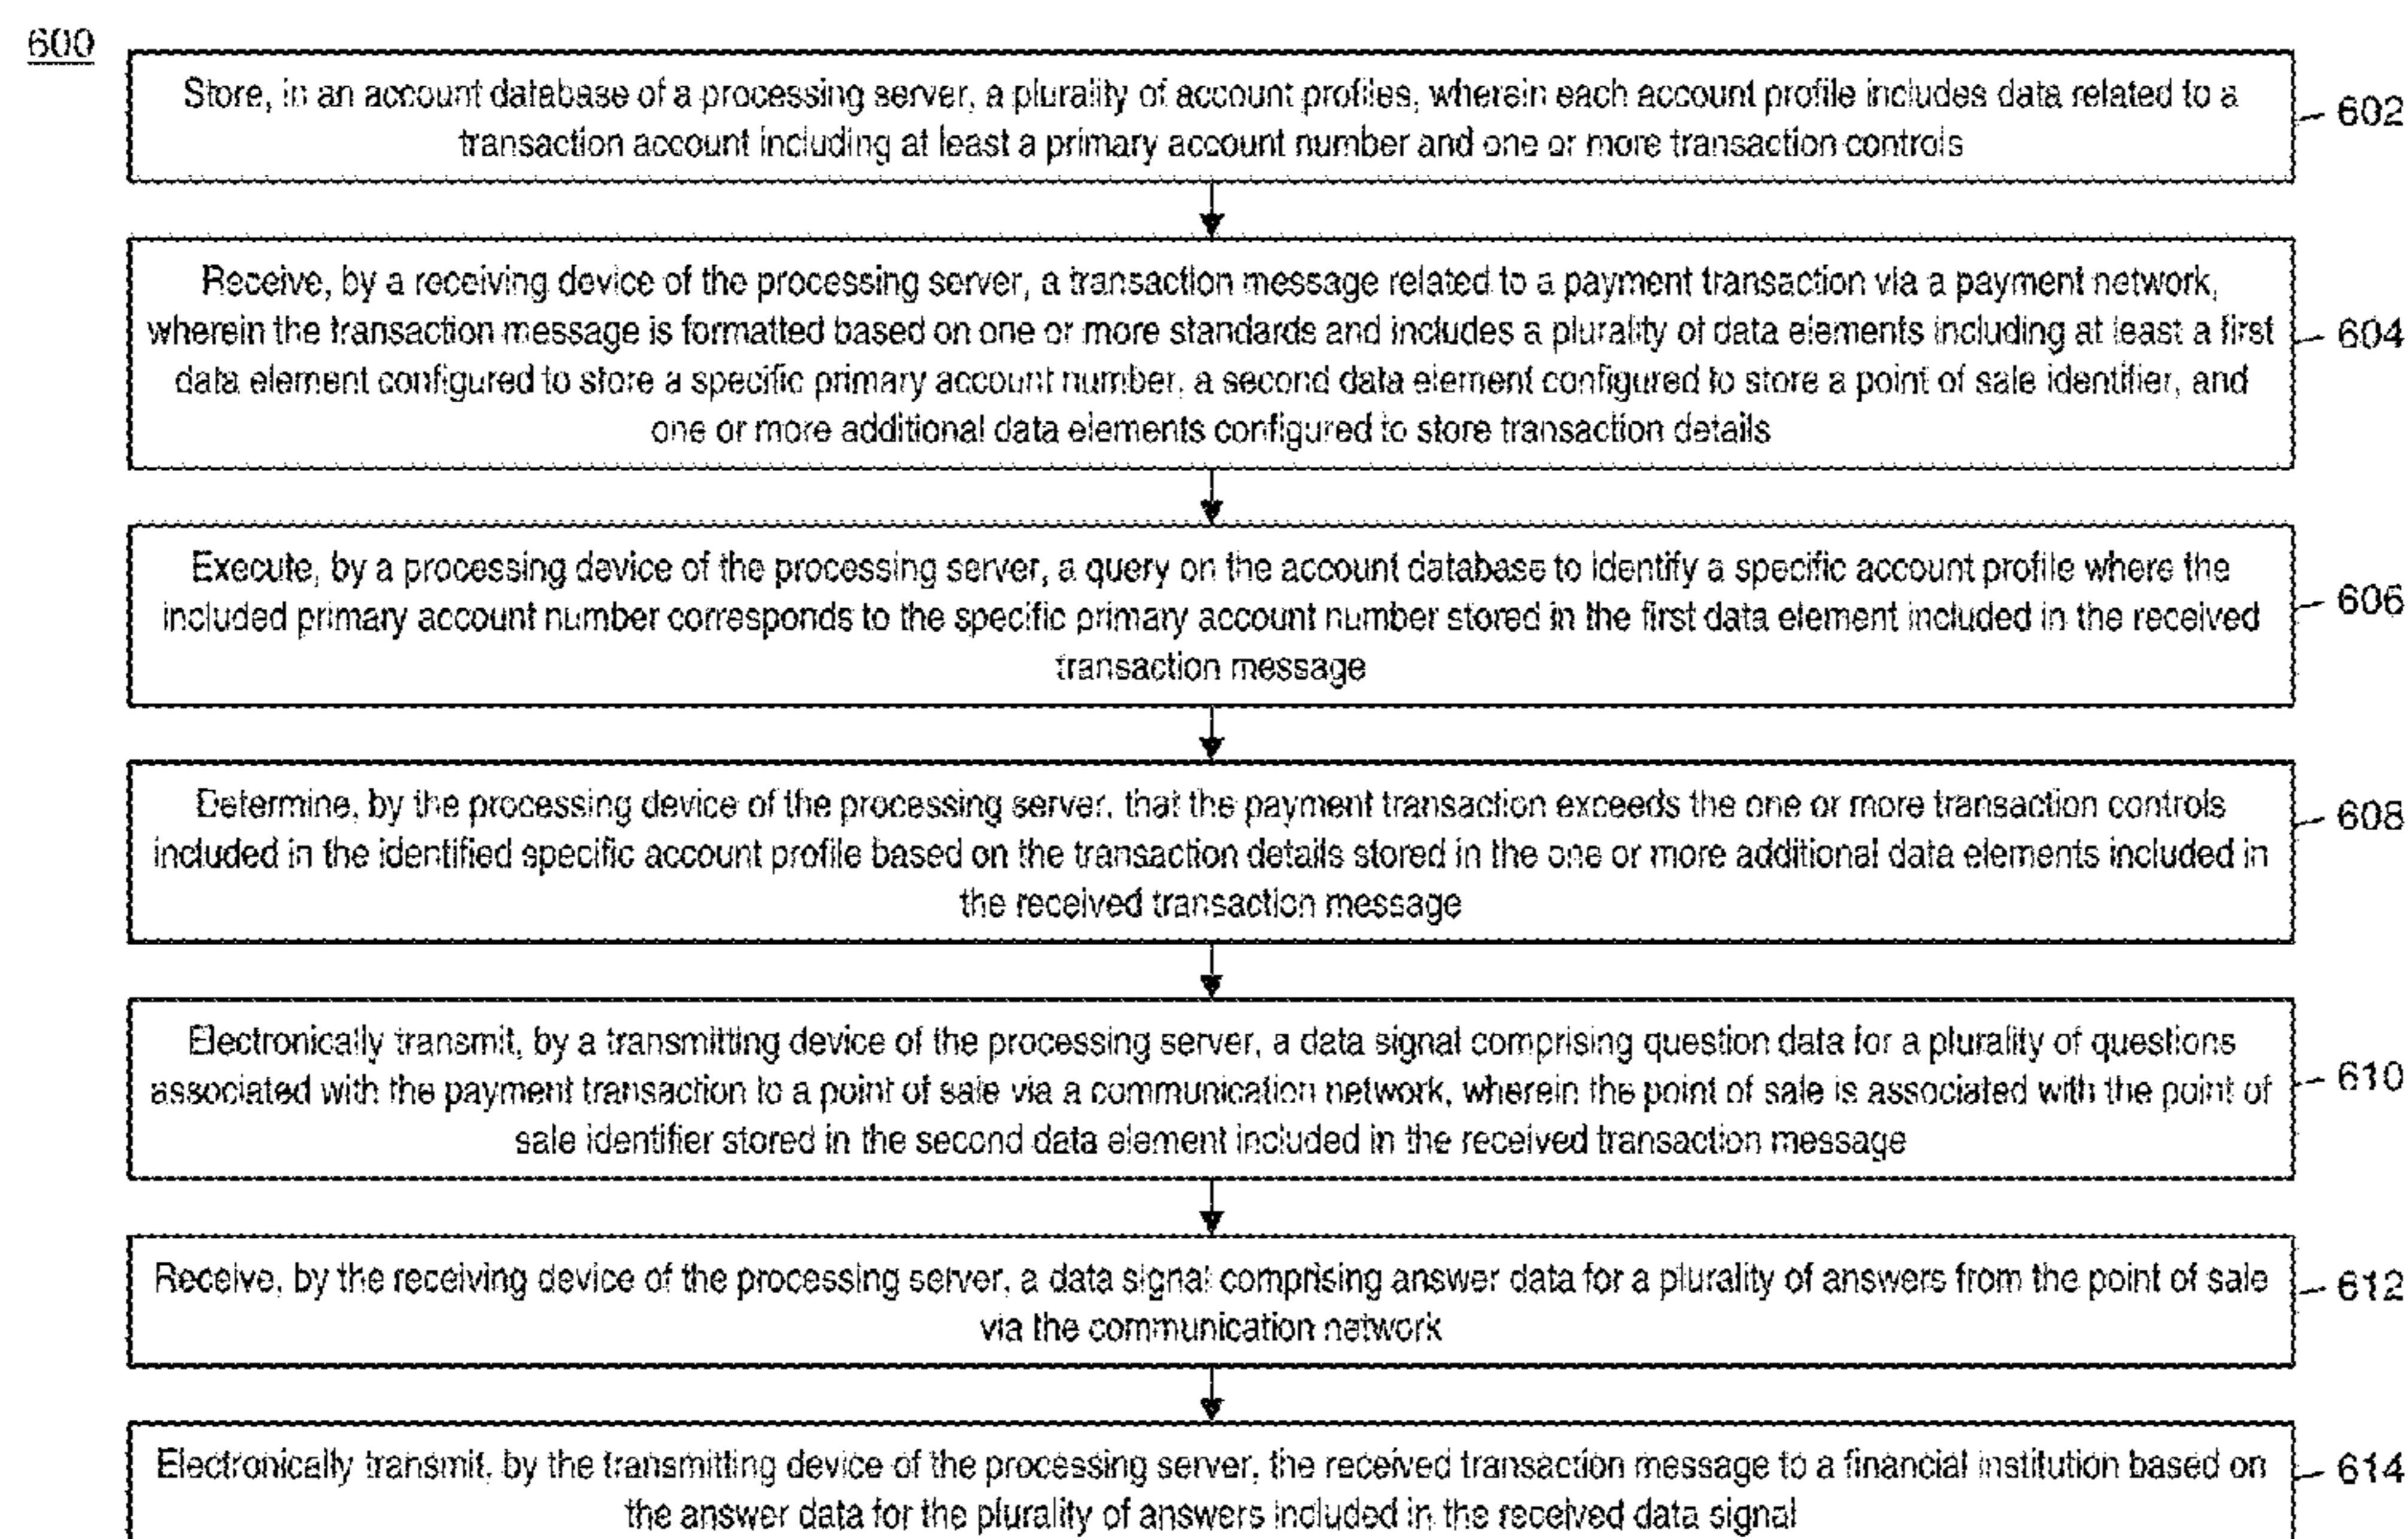 600
Store, in an account database of a processing server, a plurality of account profiles, wherein each account profile includes data related to a
transaction account including at least a primary account number and one or more transaction controls
602
Receive, by a receiving device of the processing server, a transaction message related to a payment transaction via a payment network,
wherein the transaction message is formatted based on one or more standards and includes a plurality of data elements including at least a first
data element configured to store a specific primary account number, a second data element configured to store a point of sale identifier, and
one or more additional data elements configured to store transaction details
604
Execute, by a processing device of the processing server, a query on the account database to identify a specific account profile where the
included primary account number corresponds to the specific primary account number stored in the first data element included in the received
transaction message
606
Determine, by the processing device of the processing server, that the payment transaction exceeds the one or more transaction controls
included in the identified specific account profile based on the transaction details stored in the one or more additional data elements included in
the received transaction message
608
Electronically transmit, by a transmitting device of the processing server, a data signal comprising question data for a plurality of questions
associated with the payment transaction to a point of sale via a communication network, wherein the point of sale is associated with the point of
sale identifier stored in the second data element included in the received transaction message
610
Receive, by the receiving device of the processing server, a data signal comprising answer data for a plurality of answers from the point of sale
via the communication network
612
Electronically transmit, by the transmitting device of the processing server, the received transaction message to a financial institution based on
the answer data for the plurality of answers included in the received data signal
614